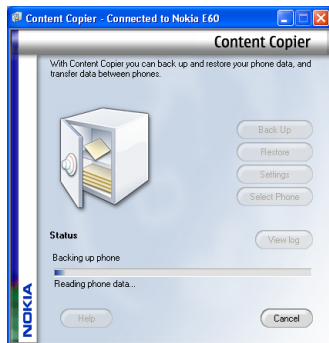 Content Copier - Connected to Nokia E60
Content Copier
With Content Copier you can back up and restore your phone data, and
transfer data between phones.
Back Up
Restore
Settings
Select Phone
Status
View log
Backing up phone
Reading phone data...
Help
Cancel
NOKIA